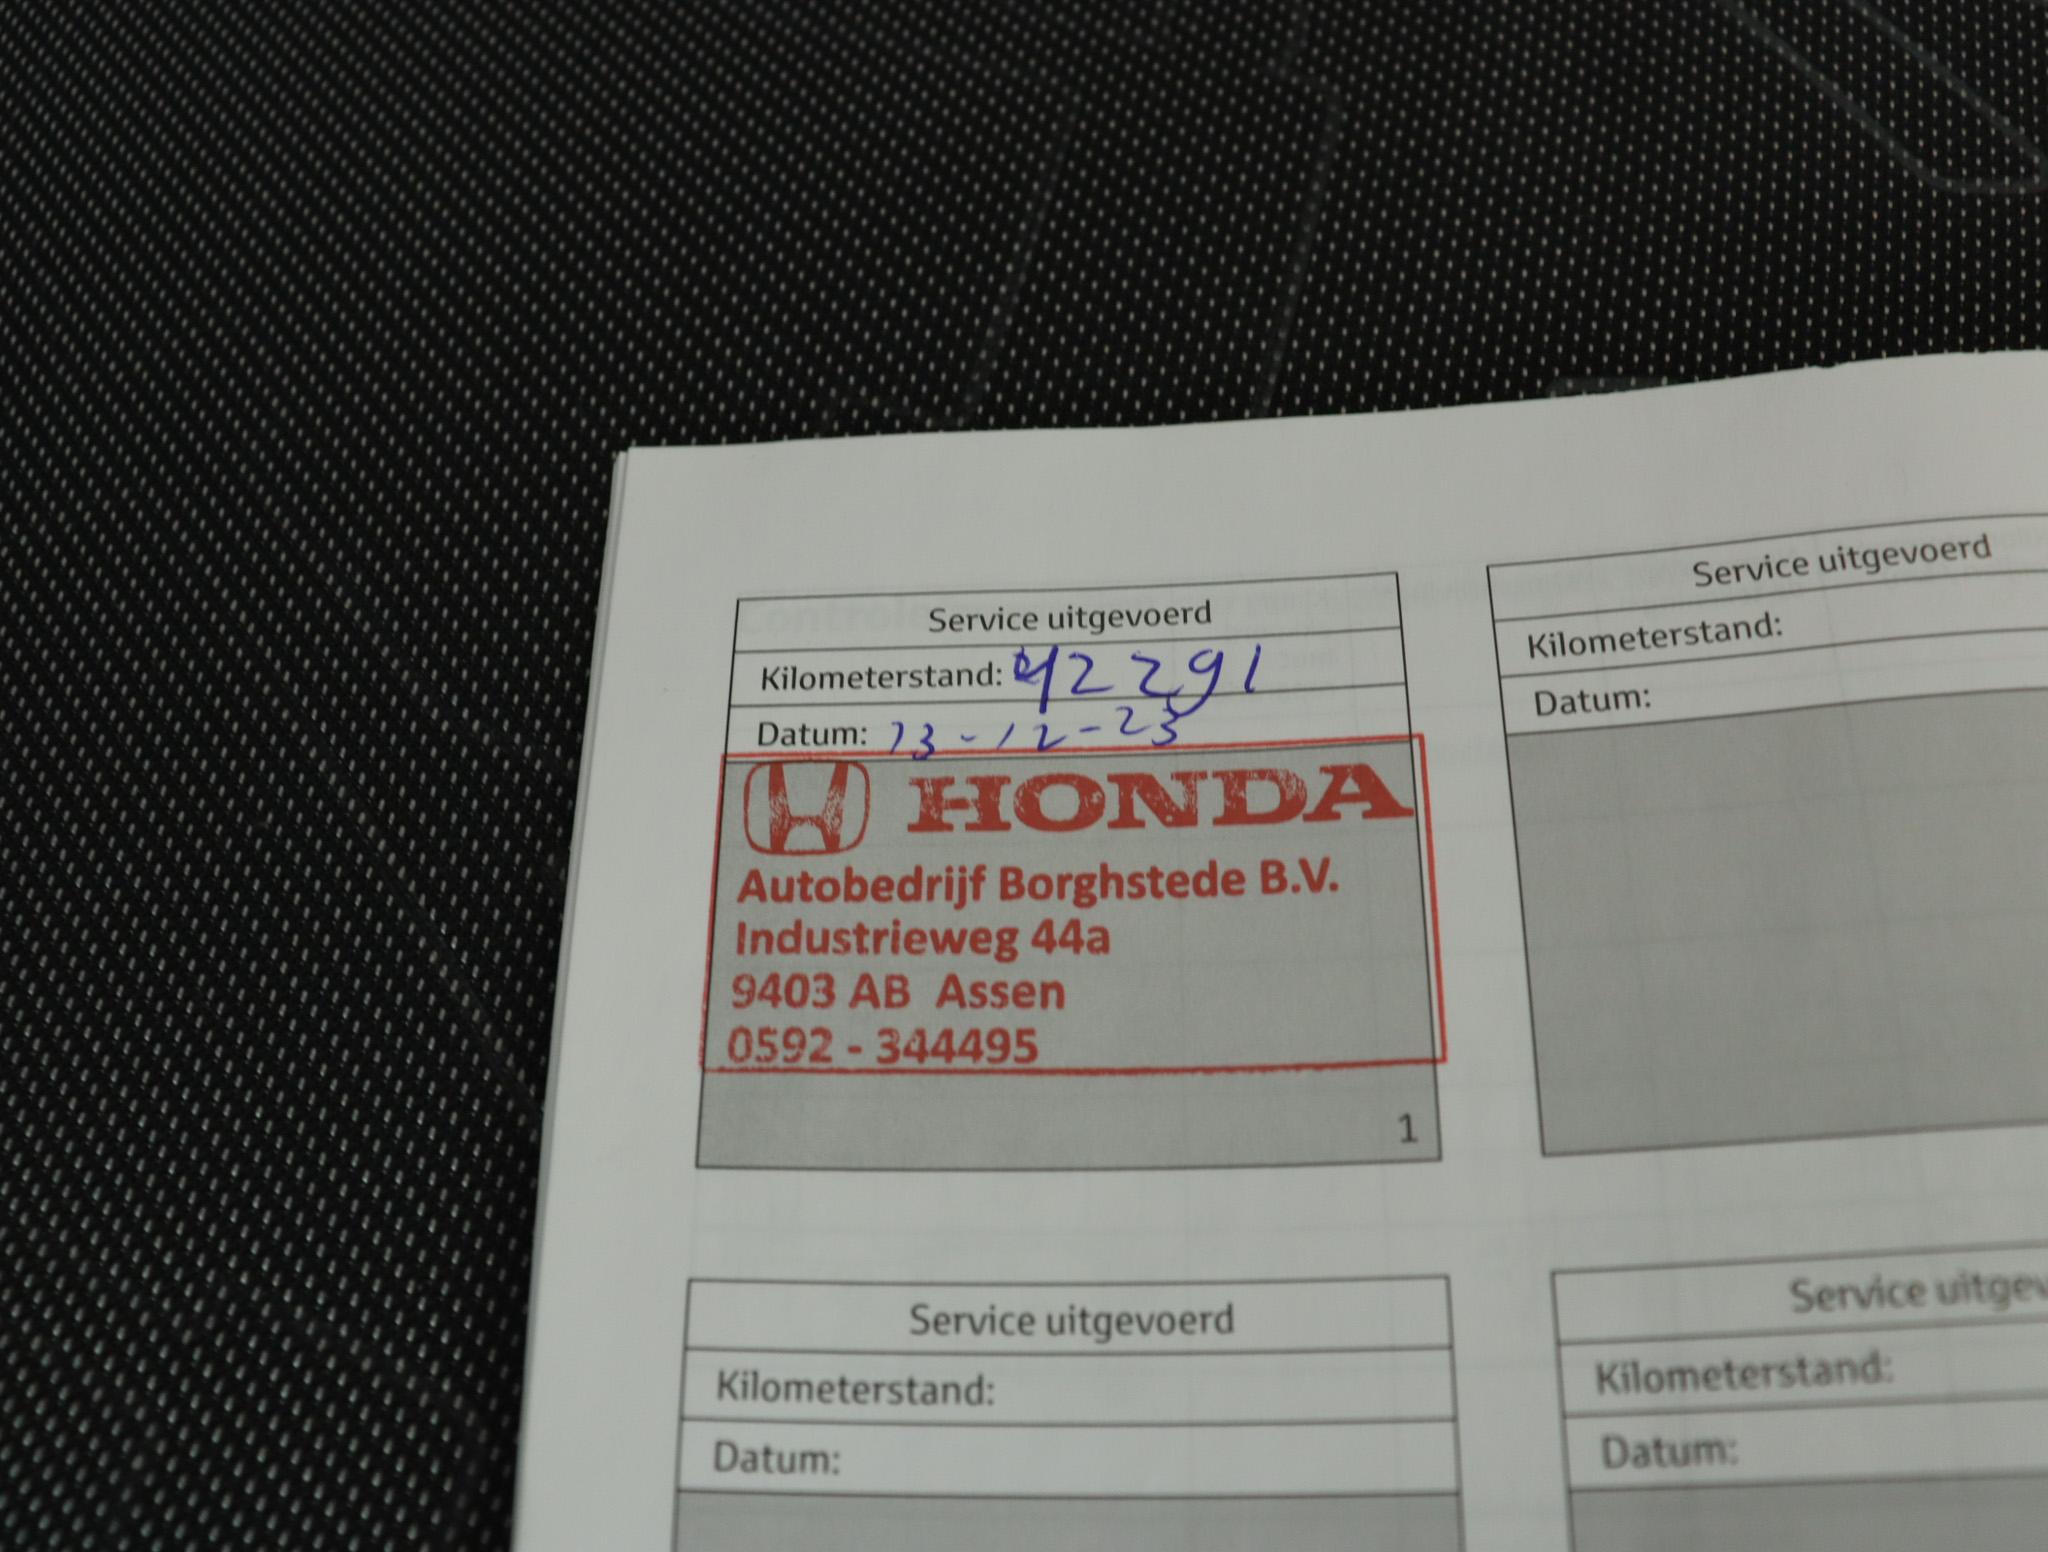 Service uitgevoerd
Kilometerstand: 42291
Datum: 13-12-23
HONDA
Autobedrijf Borghstede B.V.
Industrieweg 44a
9403 AB Assen
0592 - 344495
1
Service uitgevoerd
Kilometerstand:
Datum:
Service uitgevoerd
Kilometerstand:
Datum:
Service
Kilometerstand:
Datum: